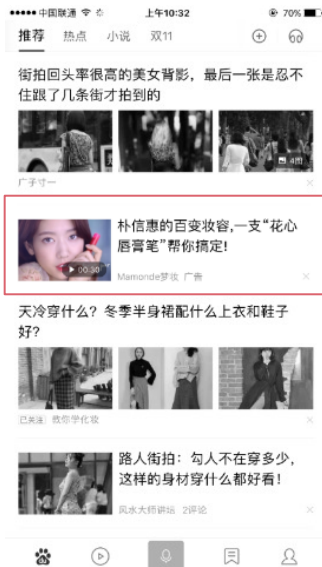 中国联通
上午10:32
70%
推荐 热点 小说 双11
街拍回头率很高的美女背影，最后一张是忍不
住跟了几条街才拍到的
4图
广子寸一
朴信惠的百变妆容,一支“花心
唇膏笔”帮你搞定!
00:30
Mamonde梦妆 广告
天冷穿什么？冬季半身裙配什么上衣和鞋子
好？
已关注 教你学化妆
路人街拍：勾人不在穿多少,
这样的身材穿什么都好看！
风水大师讲坛 2评论